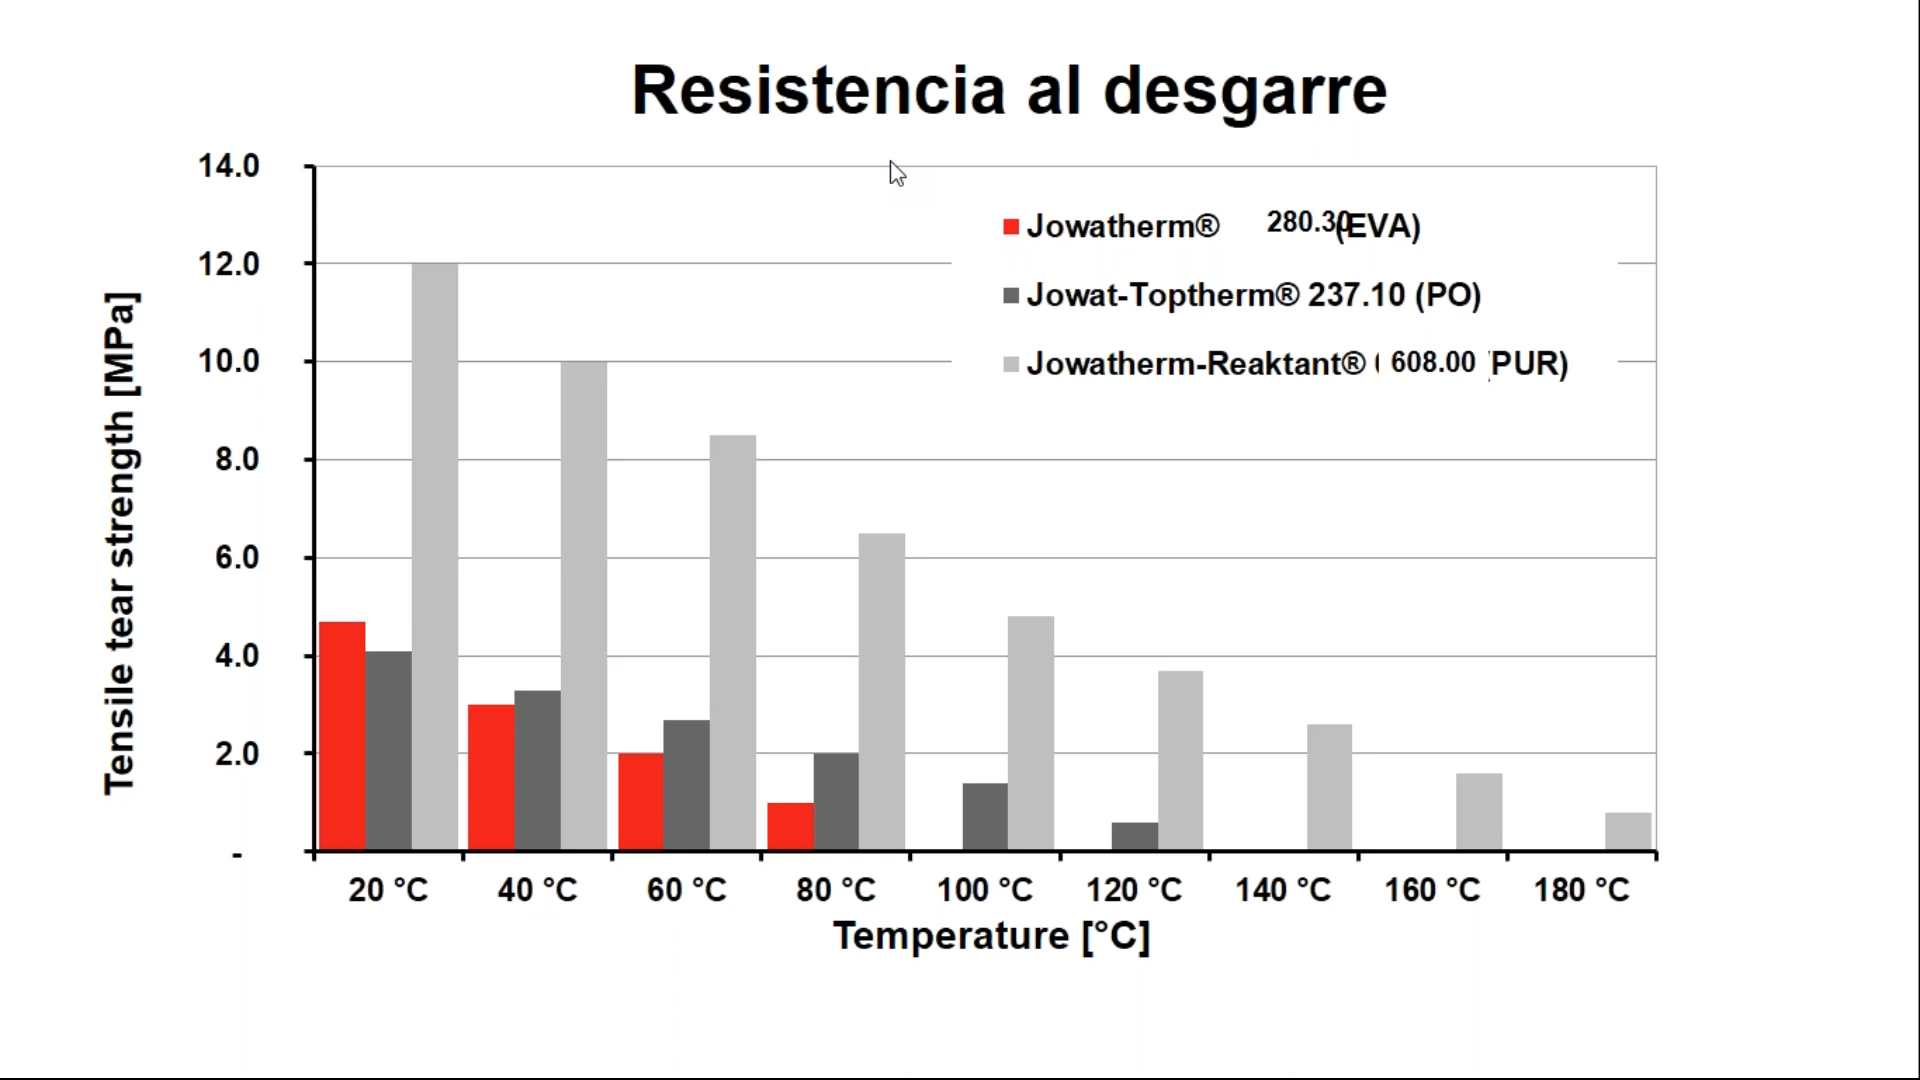 Resistencia al desgarre
14.0
12.0
10.0
8.0
6.0
4.0
2.0
-
Tensile tear strength [MPa]
Jowatherm® 280.30 (EVA)
Jowat-Toptherm® 237.10 (PO)
Jowatherm-Reaktant® 608.00 PUR)
20 °C 40 °C 60 °C 80 °C 100 °C 120 °C 140 °C 160 °C 180 °C
Temperature [°C]